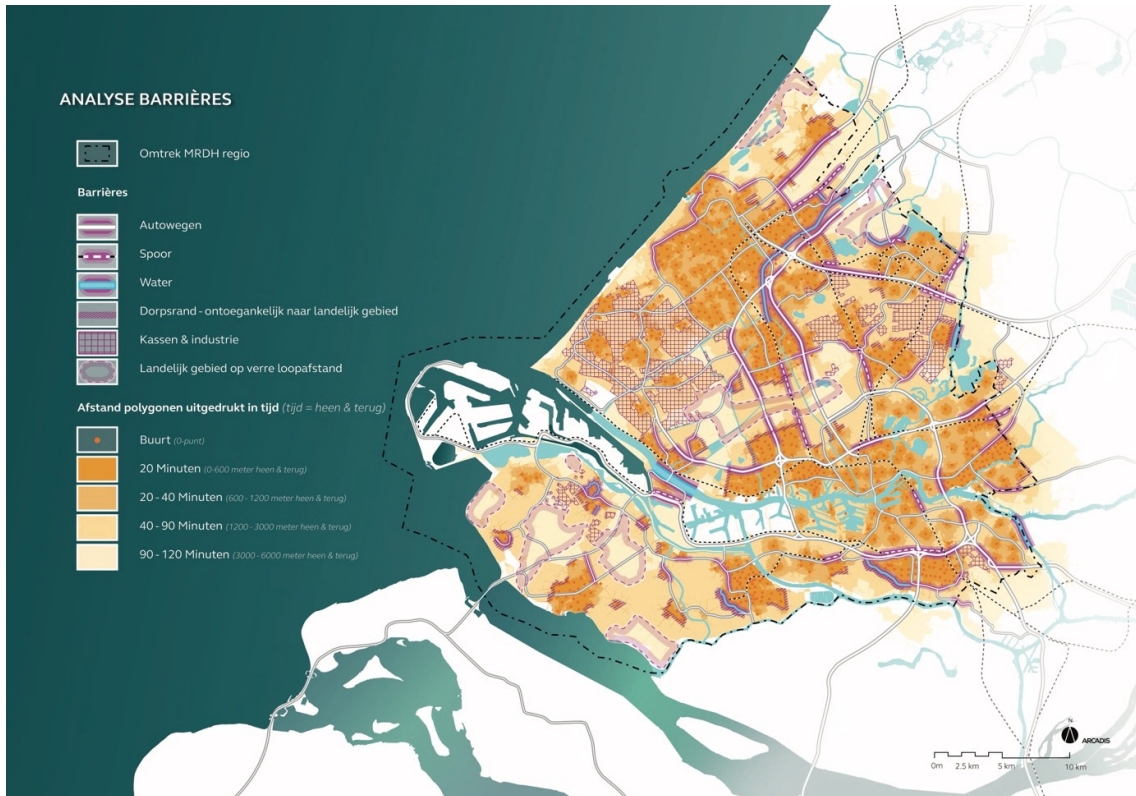 ANALYSE BARRIÈRES
Omtrek MRDH regio
Barrières
Autowegen
Spoor
Water
Dorpsrand - ontoegankelijk naar landelijk gebied
Kassen & industrie
Landelijk gebied op verre loopafstand
Afstand polygonen uitgedrukt in tijd (tijd = heen & terug)
Buurt (0-punt)
20 Minuten (0-600 meter heen & terug)
20 - 40 Minuten (600 - 1200 meter heen & terug)
40 - 90 Minuten (1200 - 3000 meter heen & terug)
90 - 120 Minuten (3000 - 6000 meter heen & terug)
N
ARCADIS
0m 2.5 km 5 km 10 km